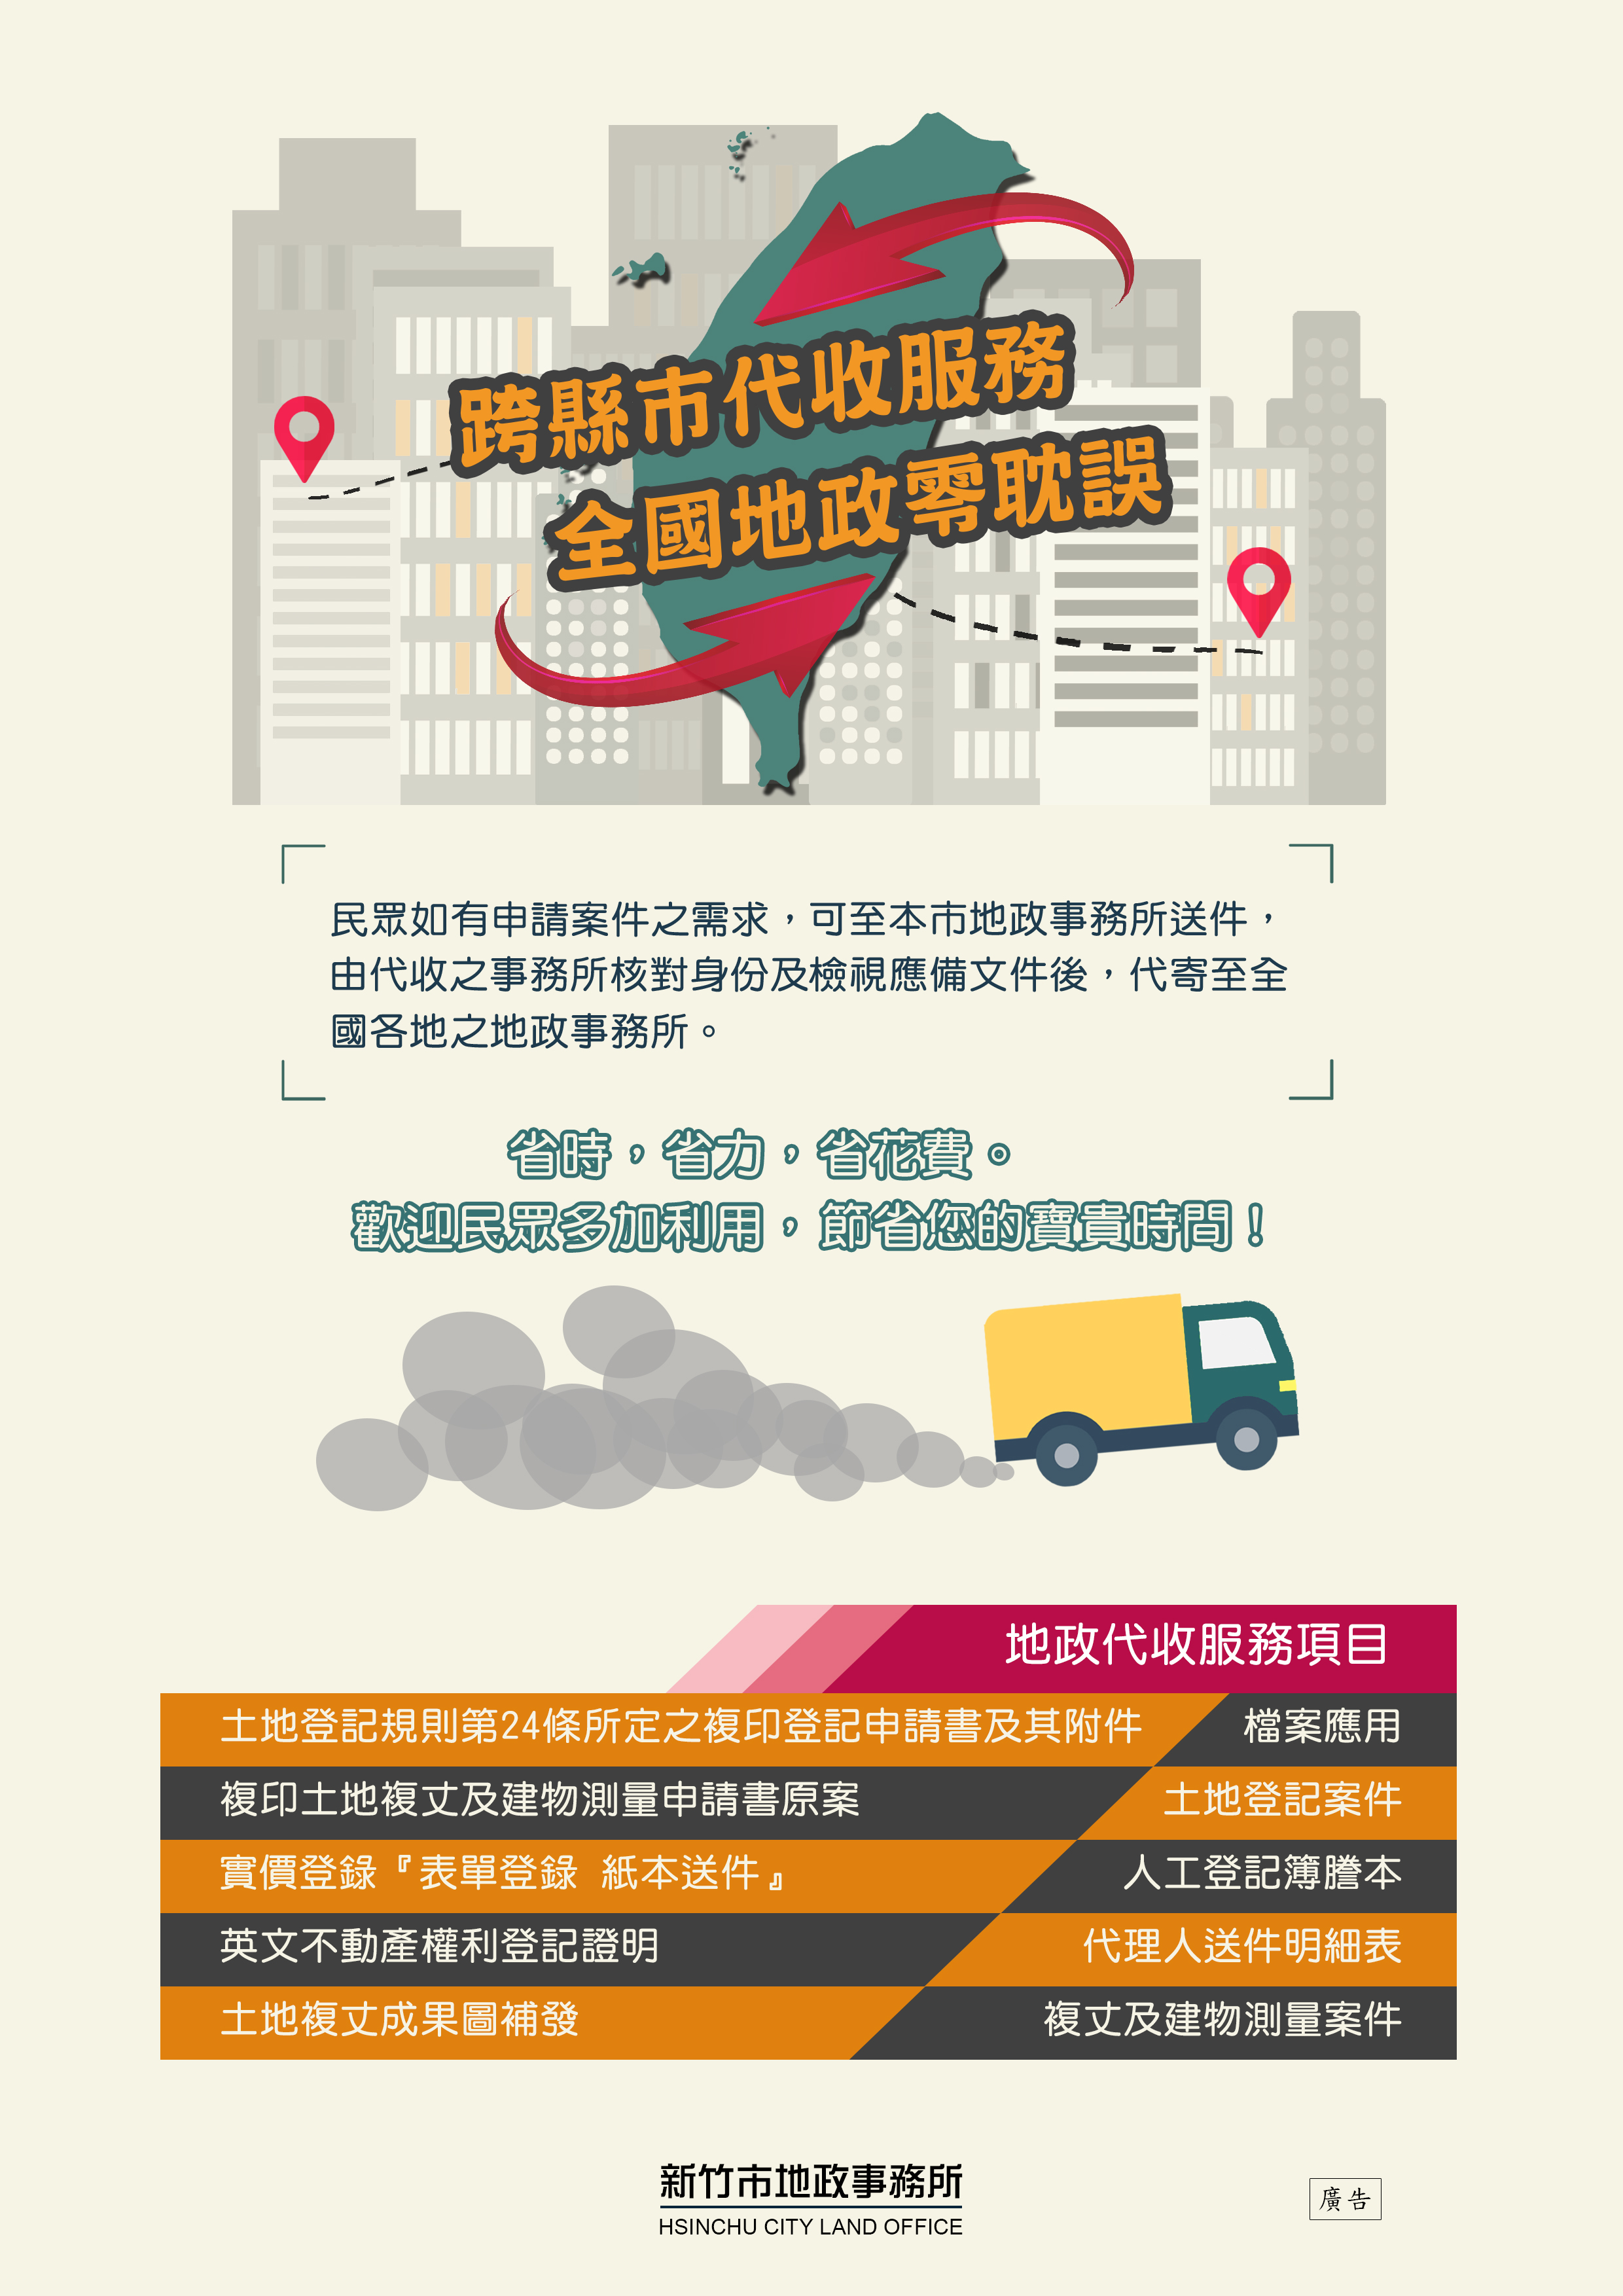 跨縣市代收服務
全國地政零耽誤
民眾如有申請案件之需求，可至本市地政事務所送件，
由代收之事務所核對身份及檢視應備文件後，代寄至全
國各地之地政事務所。
省時，省力，省花費。
歡迎民眾多加利用，節省您的寶貴時間！
地政代收服務項目
土地登記規則第24條所定之複印登記申請書及其附件
檔案應用
複印土地複丈及建物測量申請書原案
土地登記案件
實價登錄『表單登錄 紙本送件』
人工登記簿謄本
英文不動產權利登記證明
代理人送件明細表
土地複丈成果圖補發
複丈及建物測量案件
新竹市地政事務所
HSINCHU CITY LAND OFFICE
廣告